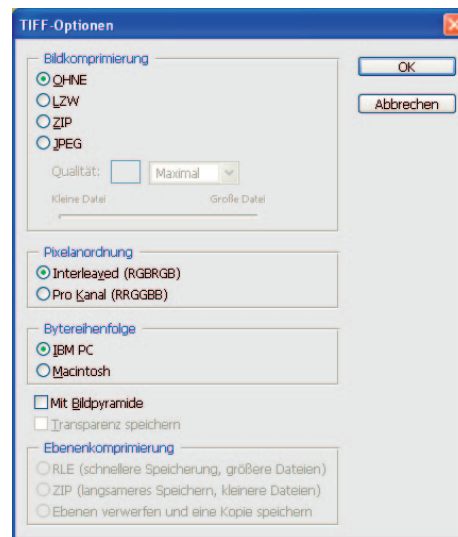 TIFF-Optionen
Bildkomprimierung
OHNE
LZW
ZIP
JPEG
Qualität: Maximal
Kleine Datei Große Datei
OK
Abbrechen
Pixelanordnung
Interleaved (RGBRGB)
Pro Kanal (RRGGBB)
Bytereihenfolge
IBM PC
Macintosh
Mit Bildpyramide
Transparenz speichern
Ebenenkomprimierung
RLE (schnellere Speicherung, größere Dateien)
ZIP (langsameres Speichern, kleinere Dateien)
Ebenen verwerfen und eine Kopie speichern